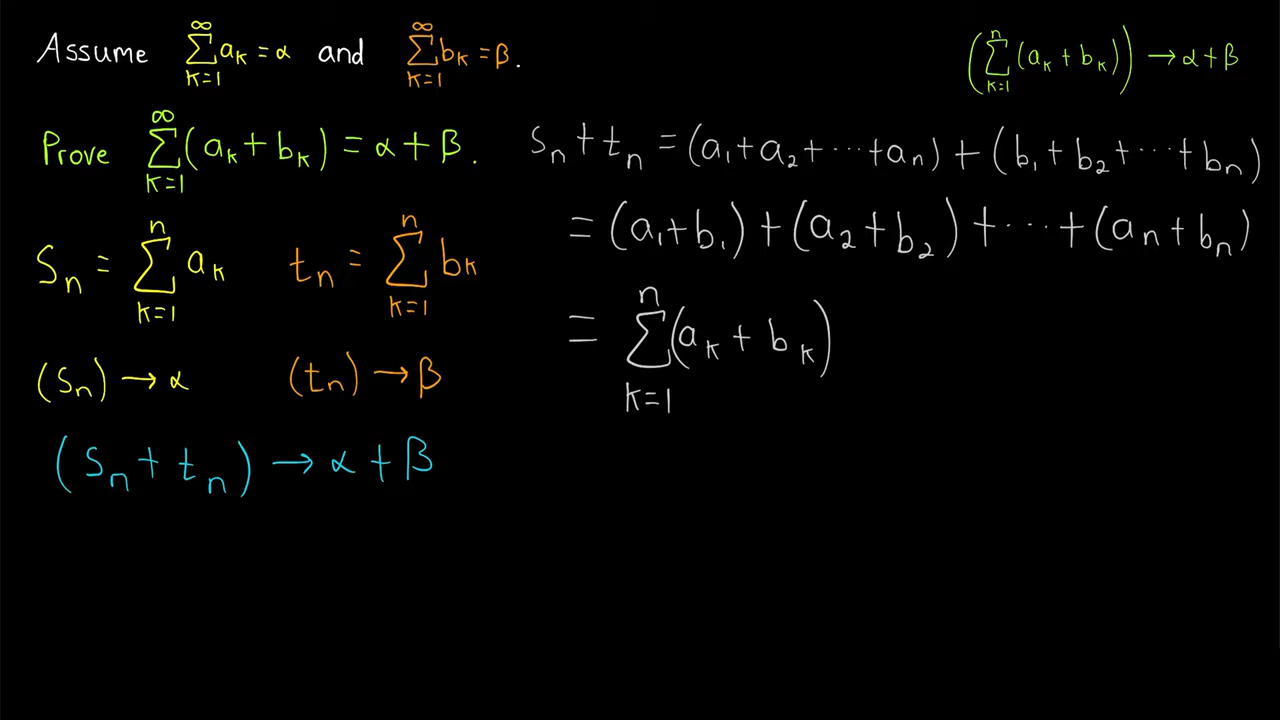 Assume ∑_{k=1}^{∞} a_k = α and ∑_{k=1}^{∞} b_k = β.
Prove ∑_{k=1}^{∞} (a_k + b_k) = α + β.
S_n = ∑_{k=1}^{n} a_k    t_n = ∑_{k=1}^{n} b_k
(S_n) → α    (t_n) → β
(S_n + t_n) → α + β
(∑_{k=1}^{n} (a_k + b_k)) → α + β
S_n + t_n = (a_1 + a_2 + ⋯ + a_n) + (b_1 + b_2 + ⋯ + b_n)
= (a_1 + b_1) + (a_2 + b_2) + ⋯ + (a_n + b_n)
= ∑_{k=1}^{n} (a_k + b_k)